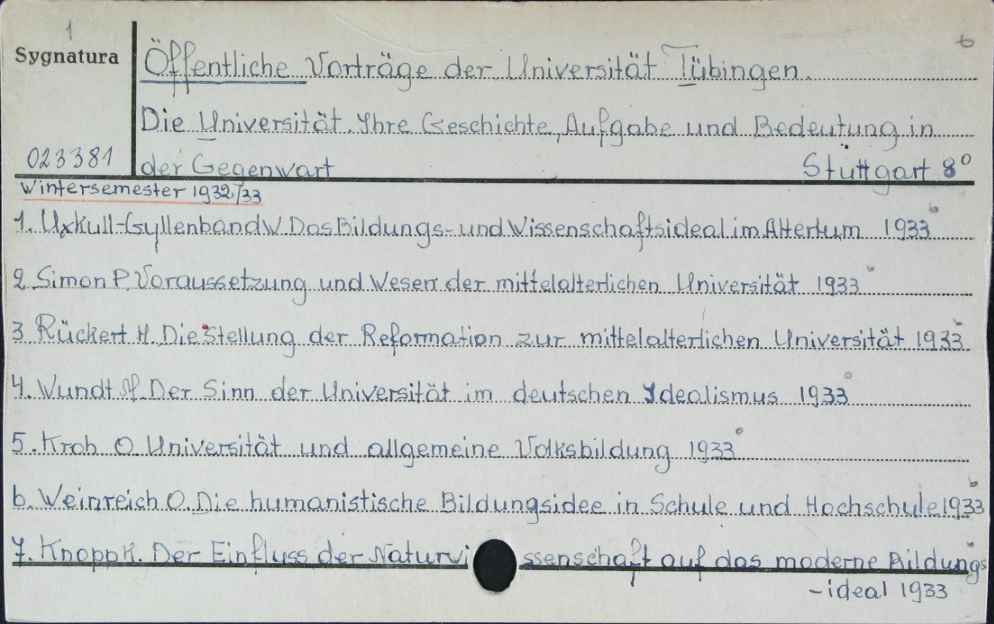 1
Sygnatura
Öffentliche Vorträge der Universität Tübingen.
Die Universität. Ihre Geschichte, Aufgabe und Bedeutung in
023381 der Gegenwart Stuttgart 8°
Wintersemester 1932/33
1. Uxkull-Gyllenband W. Das Bildungs- und Wissenschaftsideal im Altertum 1933
2. Simon P. Voraussetzung und Wesen der mittelalterlichen Universität 1933
3. Rückert H. Die Stellung der Reformation zur mittelalterlichen Universität 1933
4. Wundt M. Der Sinn der Universität im deutschen Idealismus 1933
5. Kroh O. Universität und allgemeine Volksbildung 1933
6. Weinreich O. Die humanistische Bildungsidee in Schule und Hochschule 1933
7. Knopp K. Der Einfluss der Naturwissenschaft auf das moderne Bildungs
-ideal 1933